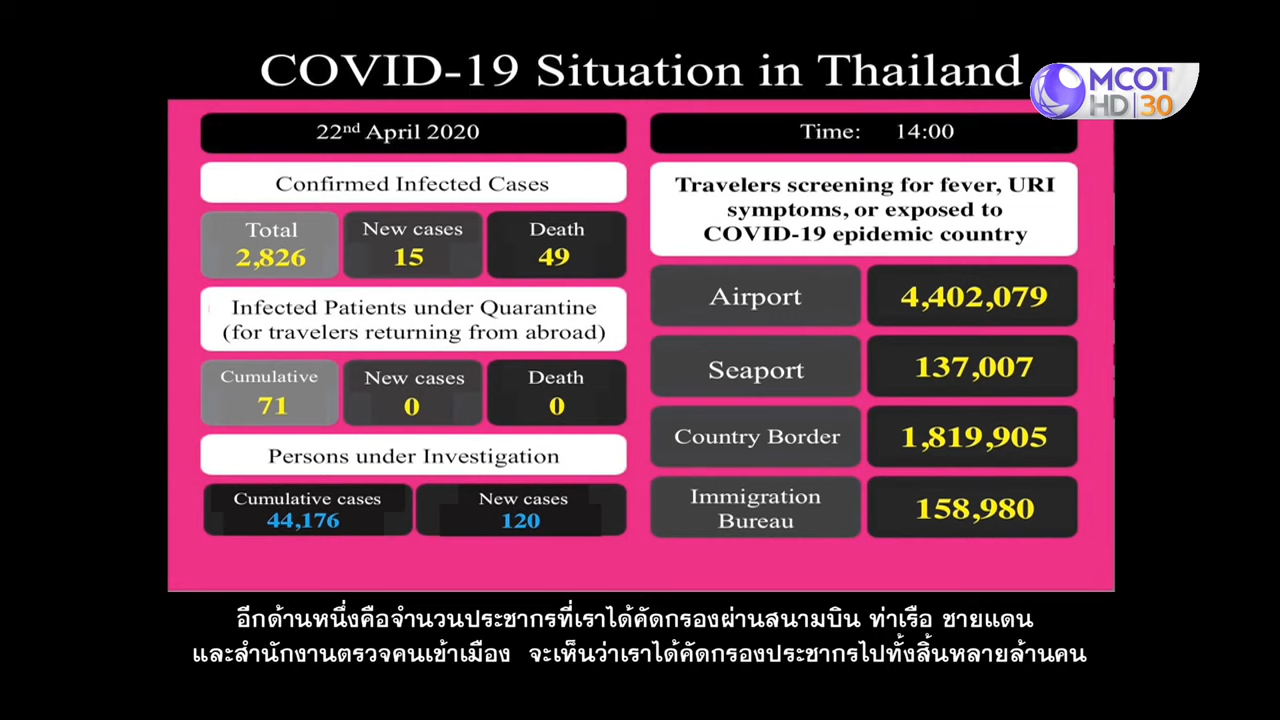 COVID-19 Situation in Thailand
MCOT
HD 30
22nd April 2020
Confirmed Infected Cases
Total
2,826
New cases
15
Death
49
Infected Patients under Quarantine
(for travelers returning from abroad)
Cumulative
71
New cases
0
Death
0
Persons under Investigation
Cumulative cases
44,176
New cases
120
Time: 14:00
Travelers screening for fever, URI
symptoms, or exposed to
COVID-19 epidemic country
Airport
4,402,079
Seaport
137,007
Country Border
1,819,905
Immigration
Bureau
158,980
อีกด้านหนึ่งคือจำนวนประชากรที่เราได้คัดกรองผ่านสนามบิน ท่าเรือ ชายแดน
และสำนักงานตรวจคนเข้าเมือง จะเห็นว่าเราได้คัดกรองประชากรไปทั้งสิ้นหลายล้านคน